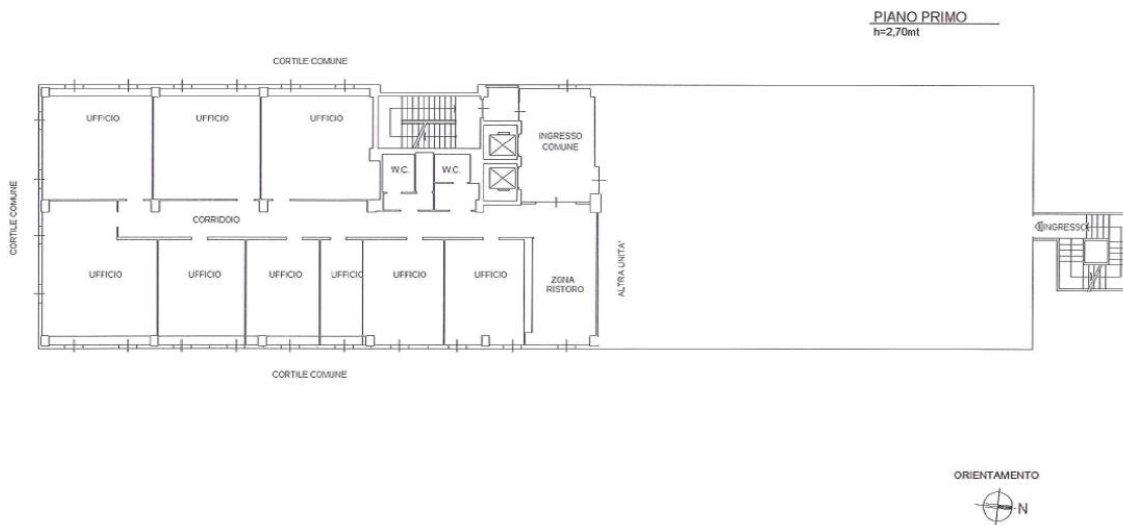 PIANO PRIMO
h=2,70mt
CORTILE COMUNE
UFFICIO
UFFICIO
UFFICIO
INGRESSO
COMUNE
W.C.
W.C.
CORTILE COMUNE
CORRIDOIO
INGRESSO
UFFICIO
UFFICIO
UFFICIO
UFFICIO
UFFICIO
UFFICIO
ZONA
RISTORO
ALTRA UNITA'
CORTILE COMUNE
ORIENTAMENTO
N